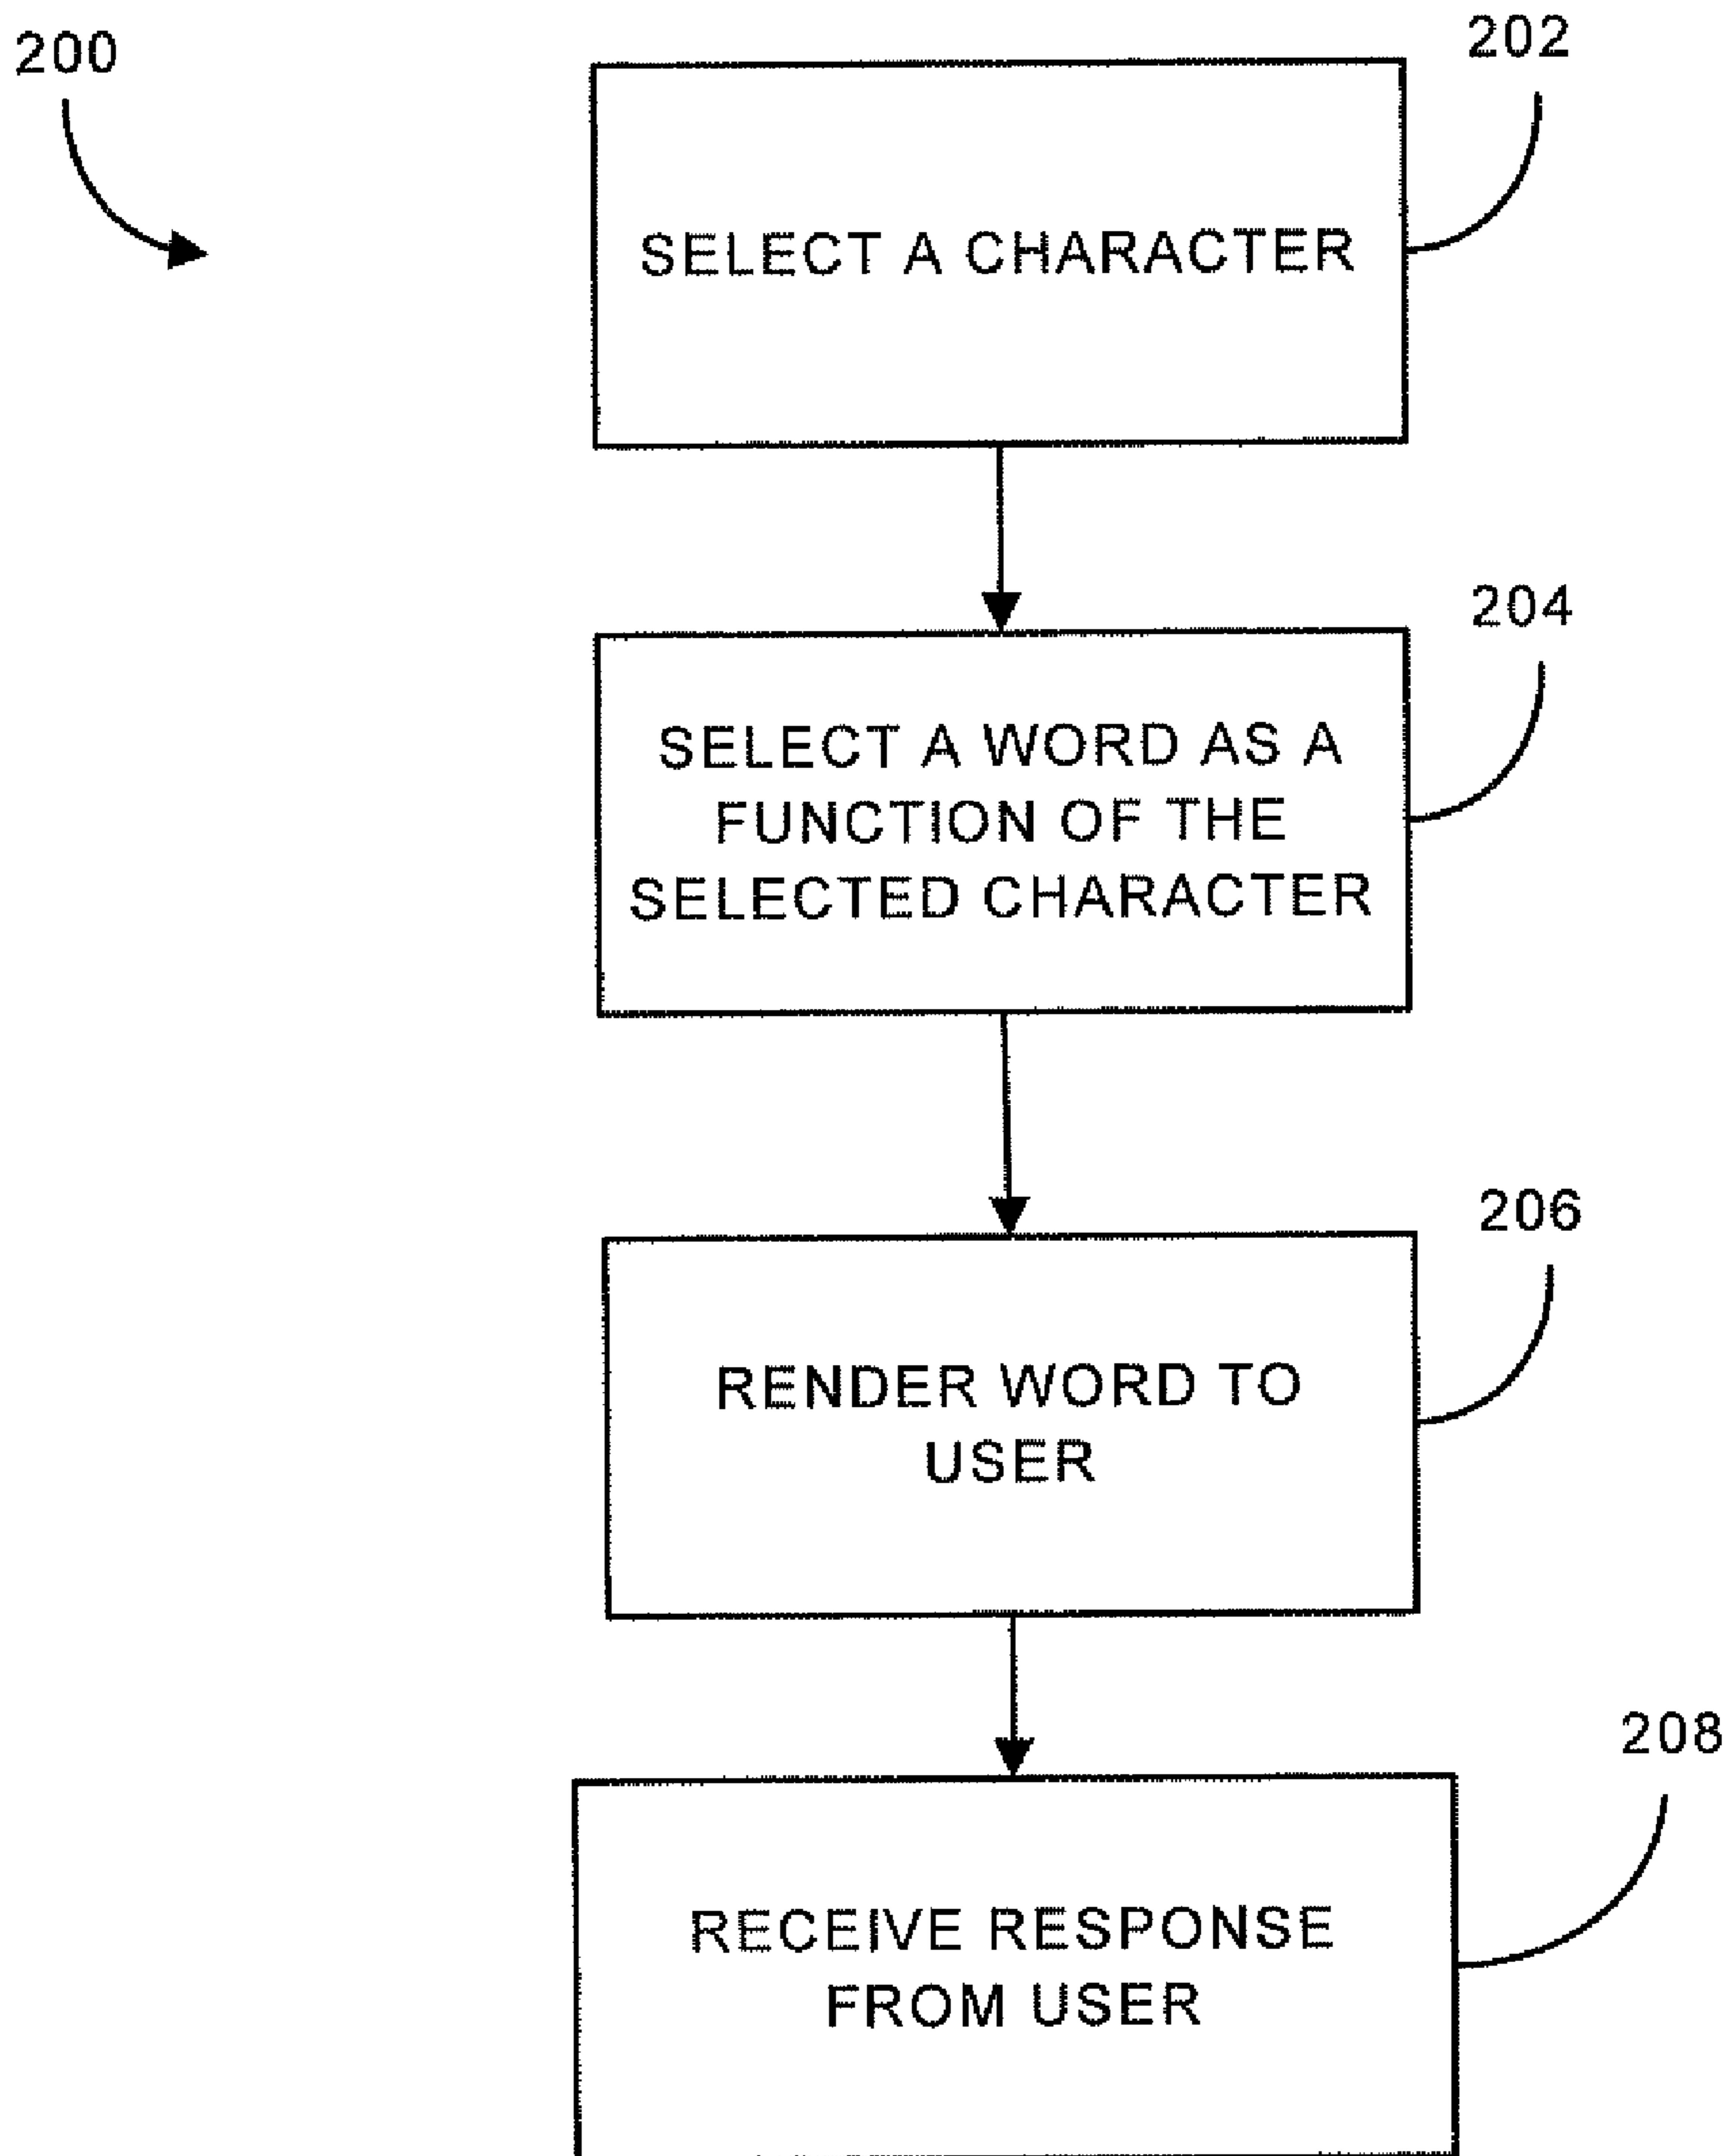 200
202
SELECT A CHARACTER
204
SELECT A WORD AS A
FUNCTION OF THE
SELECTED CHARACTER
206
RENDER WORD TO
USER
208
RECEIVE RESPONSE
FROM USER